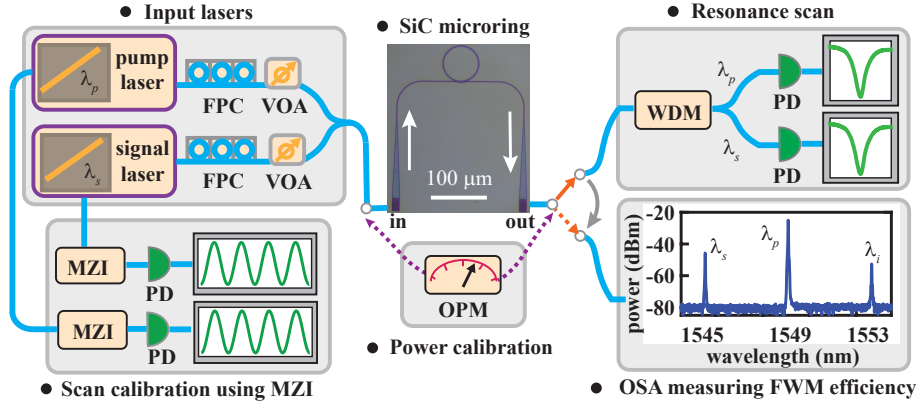 ● Input lasers
λp
pump
laser
FPC
VOA
λs
signal
laser
FPC
VOA
MZI
PD
MZI
PD
● Scan calibration using MZI
● SiC microring
100 μm
in
out
OPM
● Power calibration
● Resonance scan
WDM
λp
PD
λs
PD
power (dBm)
-20
-40
-60
-80
λs
λp
λi
1545
1549
1553
wavelength (nm)
● OSA measuring FWM efficiency